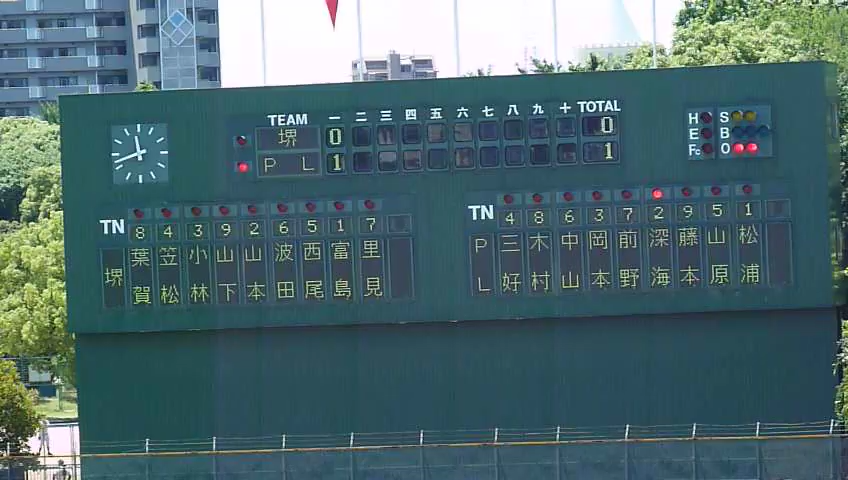 TEAM 一 二 三 四 五 六 七 八 九 十 TOTAL
堺 0 0
P L 1 1
H S
E B
Fc O
TN 8 4 3 9 2 6 5 1 7
堺 葉賀 笠松 小林 山下 山本 波田 西尾 富島 里見
TN 4 8 6 3 7 2 9 5 1
PL 三好 木村 中山 岡本 前野 深海 藤本 山原 松浦